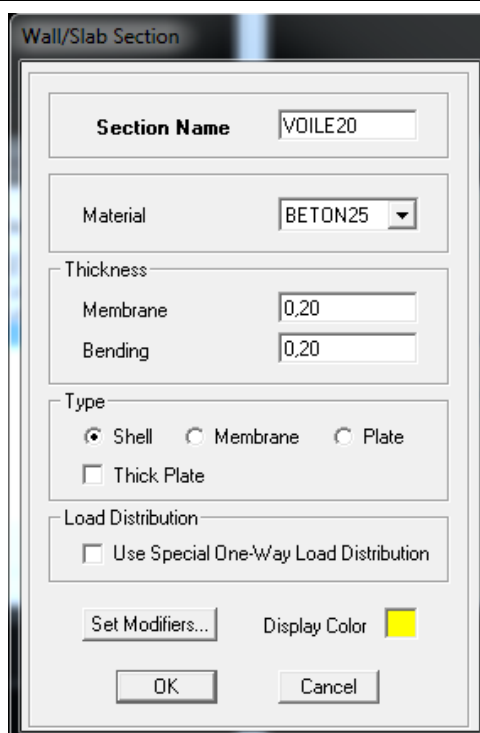 Wall/Slab Section
Section Name VOILE20
Material BETON25
Thickness
Membrane 0,20
Bending 0,20
Type
Shell Membrane Plate
Thick Plate
Load Distribution
Use Special One-Way Load Distribution
Set Modifiers... Display Color
OK Cancel